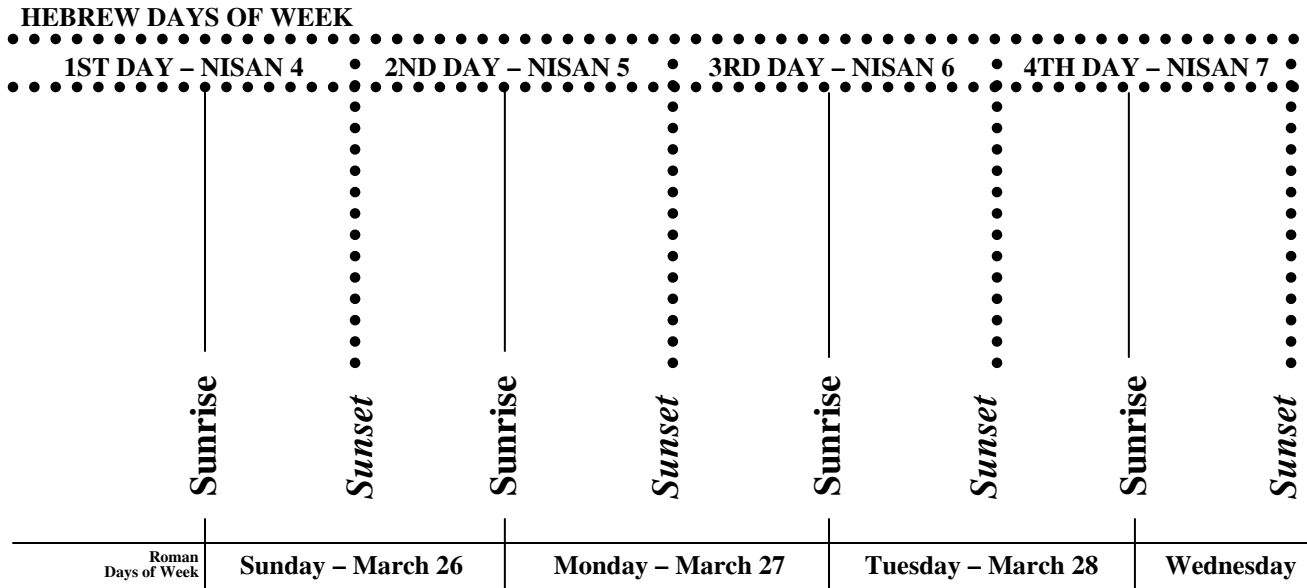 HEBREW DAYS OF WEEK
1ST DAY – NISAN 4 2ND DAY – NISAN 5 3RD DAY – NISAN 6 4TH DAY – NISAN 7
Sunrise Sunset Sunrise Sunset Sunrise Sunset Sunrise Sunset
Roman
Days of Week
Sunday – March 26 Monday – March 27 Tuesday – March 28 Wednesday